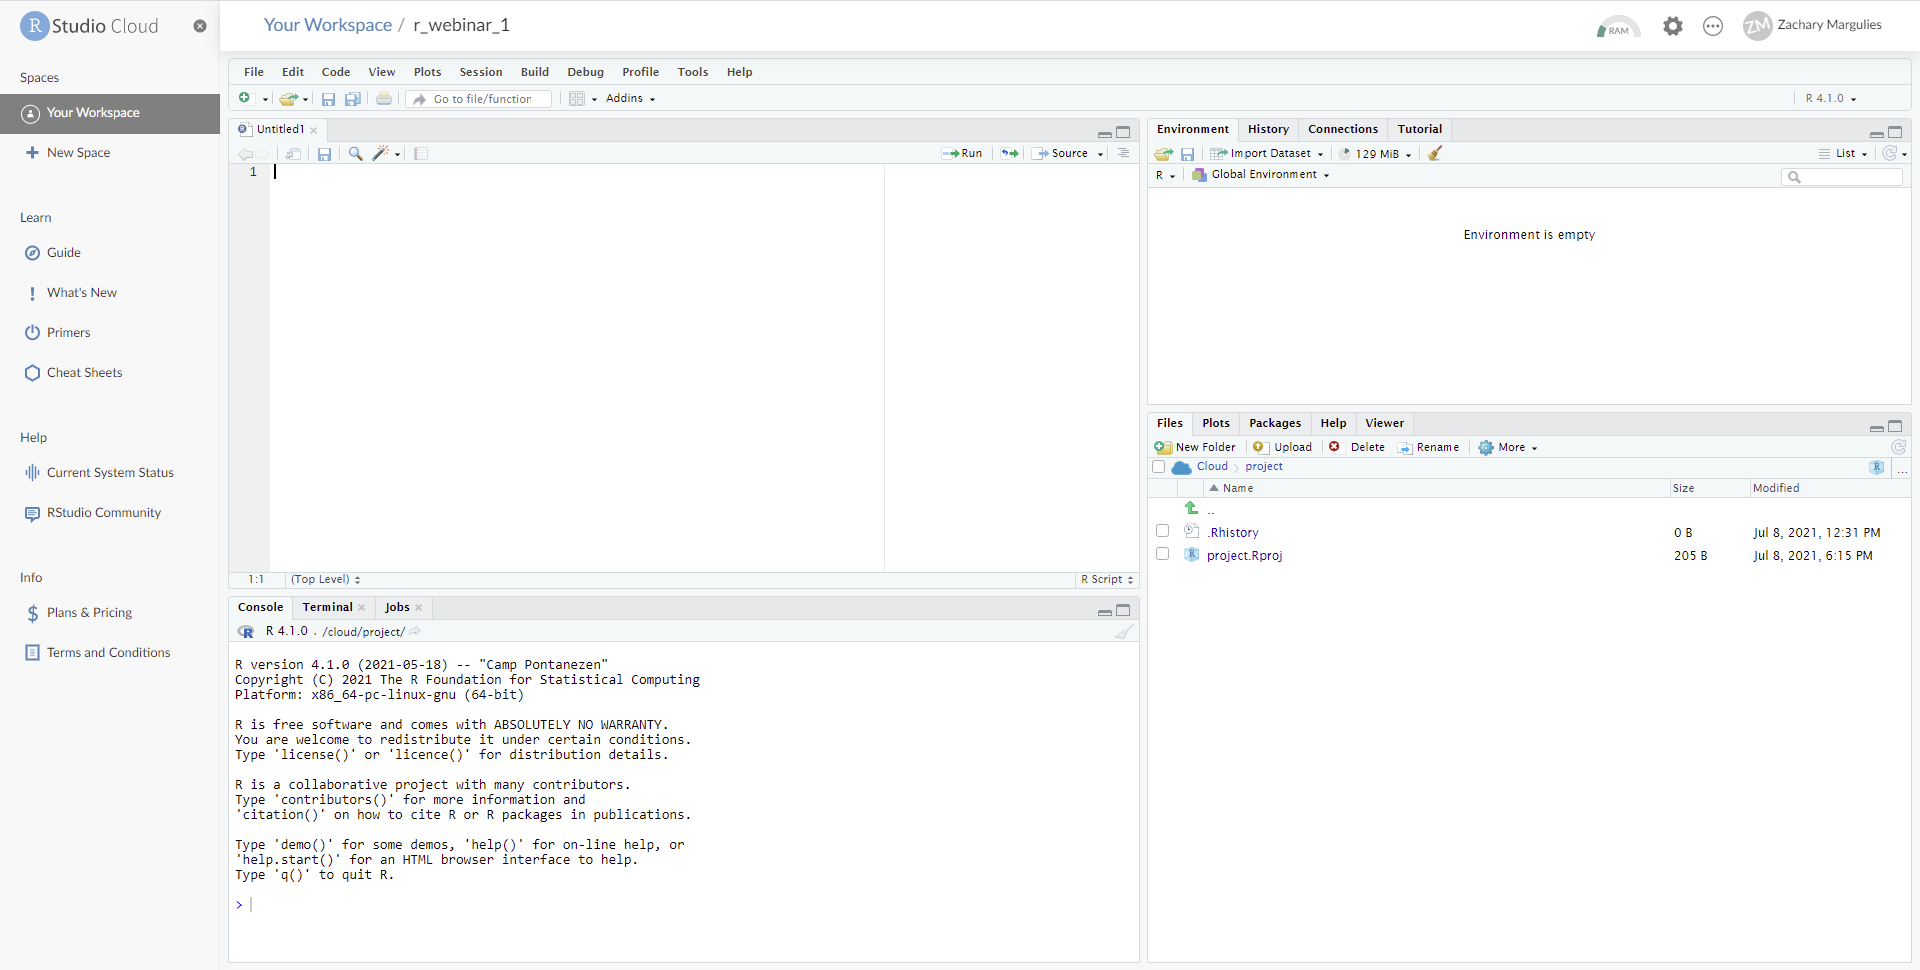 R Studio Cloud
Your Workspace / r_webinar_1
RAM
ZM Zachary Margulies
Spaces
Your Workspace
New Space
Learn
Guide
What's New
Primers
Cheat Sheets
Help
Current System Status
RStudio Community
Info
Plans & Pricing
Terms and Conditions
File Edit Code View Plots Session Build Debug Profile Tools Help
Go to file/function Addins R 4.1.0
Untitled1
Run Source
1
1:1 (Top Level) R Script
Console Terminal Jobs
R 4.1.0 . /cloud/project/
R version 4.1.0 (2021-05-18) -- "Camp Pontanezen"
Copyright (C) 2021 The R Foundation for Statistical Computing
Platform: x86_64-pc-linux-gnu (64-bit)
R is free software and comes with ABSOLUTELY NO WARRANTY.
You are welcome to redistribute it under certain conditions.
Type 'license()' or 'licence()' for distribution details.
R is a collaborative project with many contributors.
Type 'contributors()' for more information and
'citation()' on how to cite R or R packages in publications.
Type 'demo()' for some demos, 'help()' for on-line help, or
'help.start()' for an HTML browser interface to help.
Type 'q()' to quit R.
>
Environment History Connections Tutorial
Import Dataset 129 MiB List
R Global Environment
Environment is empty
Files Plots Packages Help Viewer
New Folder Upload Delete Rename More
Cloud project R ...
Name Size Modified
..
.Rhistory 0 B Jul 8, 2021, 12:31 PM
project.Rproj 205 B Jul 8, 2021, 6:15 PM